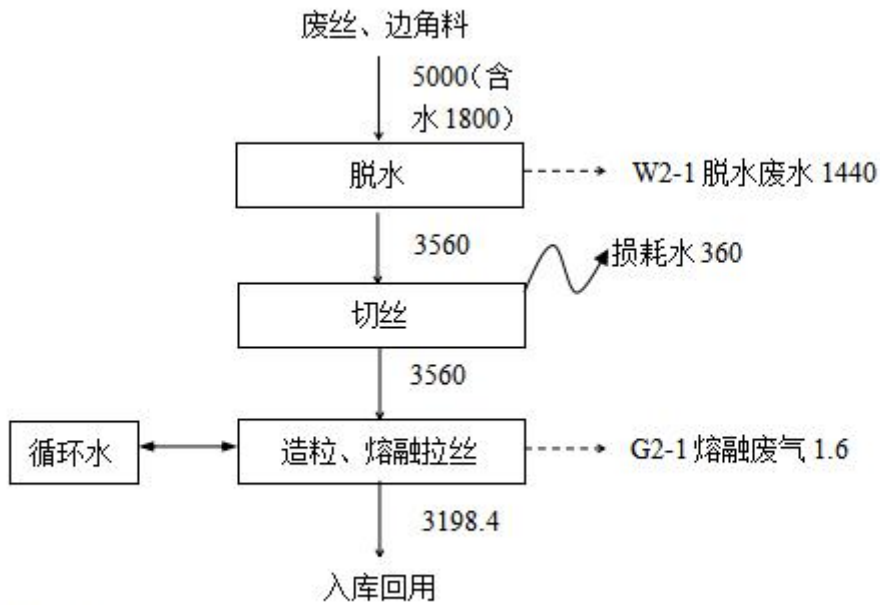 废丝、边角料
5000（含
水1800）
脱水
W2-1 脱水废水 1440
3560
损耗水 360
切丝
3560
循环水
造粒、熔融拉丝
G2-1 熔融废气 1.6
3198.4
入库回用